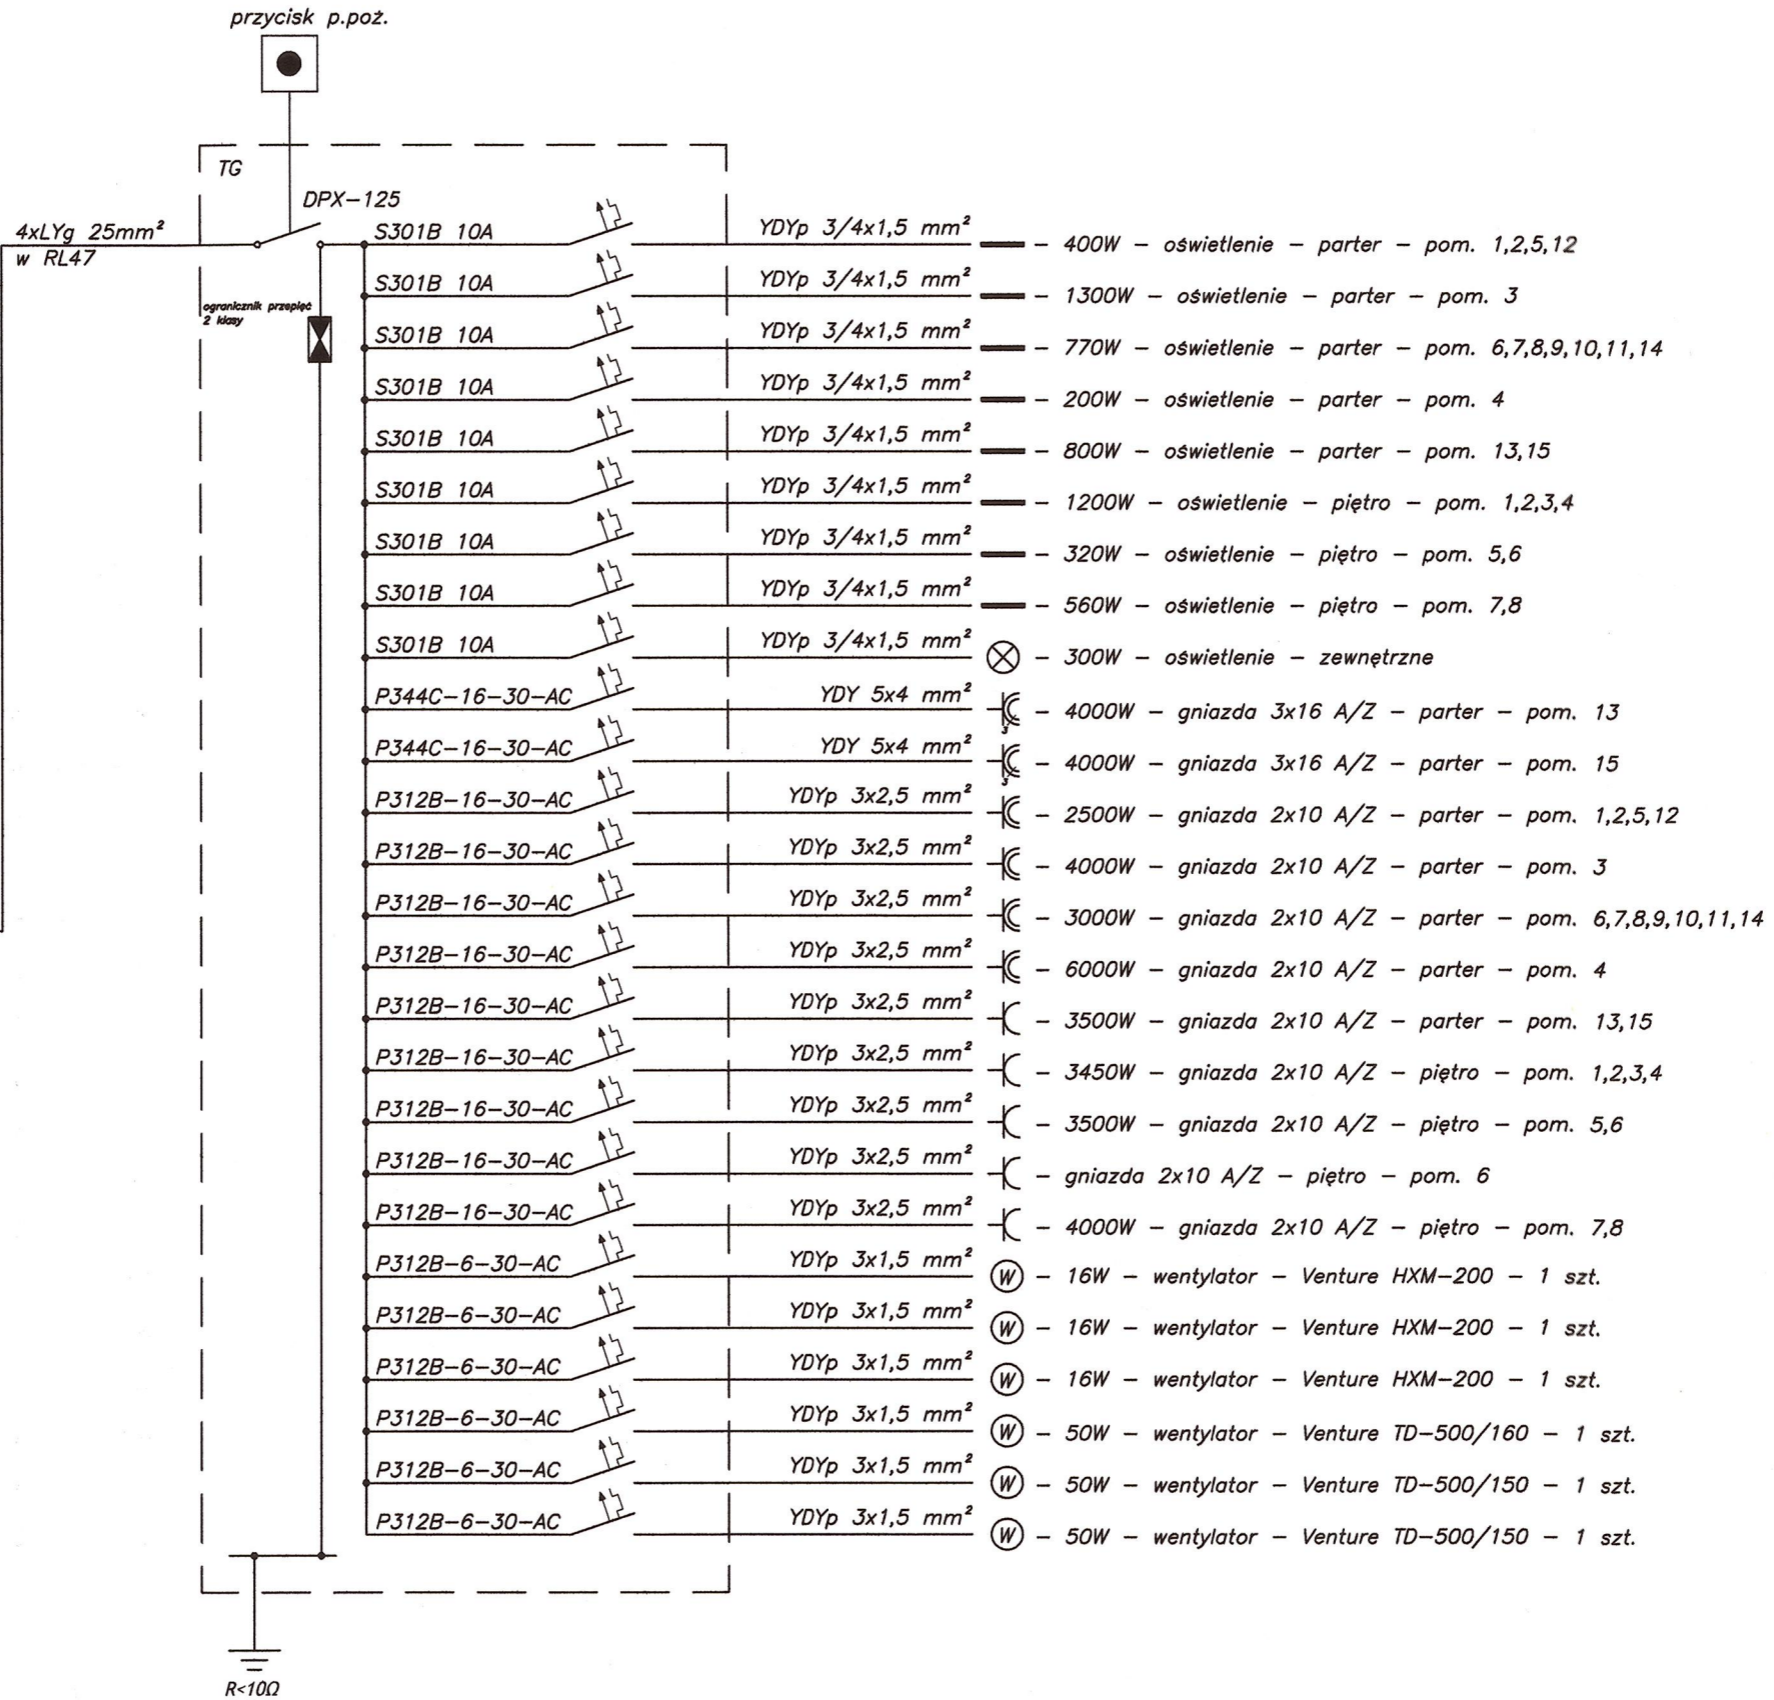 przycisk p.poż.
TG
DPX-125
4xLYg 25mm²
w RL47
ogranicznik przepięć
2 klasy
S301B 10A YDYp 3/4x1,5 mm² - 400W - oświetlenie - parter - pom. 1,2,5,12
S301B 10A YDYp 3/4x1,5 mm² - 1300W - oświetlenie - parter - pom. 3
S301B 10A YDYp 3/4x1,5 mm² - 770W - oświetlenie - parter - pom. 6,7,8,9,10,11,14
S301B 10A YDYp 3/4x1,5 mm² - 200W - oświetlenie - parter - pom. 4
S301B 10A YDYp 3/4x1,5 mm² - 800W - oświetlenie - parter - pom. 13,15
S301B 10A YDYp 3/4x1,5 mm² - 1200W - oświetlenie - piętro - pom. 1,2,3,4
S301B 10A YDYp 3/4x1,5 mm² - 320W - oświetlenie - piętro - pom. 5,6
S301B 10A YDYp 3/4x1,5 mm² - 560W - oświetlenie - piętro - pom. 7,8
S301B 10A YDYp 3/4x1,5 mm² - 300W - oświetlenie - zewnętrzne
P344C-16-30-AC YDY 5x4 mm² 3 - 4000W - gniazda 3x16 A/Z - parter - pom. 13
P344C-16-30-AC YDY 5x4 mm² 3 - 4000W - gniazda 3x16 A/Z - parter - pom. 15
P312B-16-30-AC YDYp 3x2,5 mm² - 2500W - gniazda 2x10 A/Z - parter - pom. 1,2,5,12
P312B-16-30-AC YDYp 3x2,5 mm² - 4000W - gniazda 2x10 A/Z - parter - pom. 3
P312B-16-30-AC YDYp 3x2,5 mm² - 3000W - gniazda 2x10 A/Z - parter - pom. 6,7,8,9,10,11,14
P312B-16-30-AC YDYp 3x2,5 mm² - 6000W - gniazda 2x10 A/Z - parter - pom. 4
P312B-16-30-AC YDYp 3x2,5 mm² - 3500W - gniazda 2x10 A/Z - parter - pom. 13,15
P312B-16-30-AC YDYp 3x2,5 mm² - 3450W - gniazda 2x10 A/Z - piętro - pom. 1,2,3,4
P312B-16-30-AC YDYp 3x2,5 mm² - 3500W - gniazda 2x10 A/Z - piętro - pom. 5,6
P312B-16-30-AC YDYp 3x2,5 mm² - gniazda 2x10 A/Z - piętro - pom. 6
P312B-16-30-AC YDYp 3x2,5 mm² - 4000W - gniazda 2x10 A/Z - piętro - pom. 7,8
P312B-6-30-AC YDYp 3x1,5 mm² W - 16W - wentylator - Venture HXM-200 - 1 szt.
P312B-6-30-AC YDYp 3x1,5 mm² W - 16W - wentylator - Venture HXM-200 - 1 szt.
P312B-6-30-AC YDYp 3x1,5 mm² W - 16W - wentylator - Venture HXM-200 - 1 szt.
P312B-6-30-AC YDYp 3x1,5 mm² W - 50W - wentylator - Venture TD-500/160 - 1 szt.
P312B-6-30-AC YDYp 3x1,5 mm² W - 50W - wentylator - Venture TD-500/150 - 1 szt.
P312B-6-30-AC YDYp 3x1,5 mm² W - 50W - wentylator - Venture TD-500/150 - 1 szt.
R<10Ω